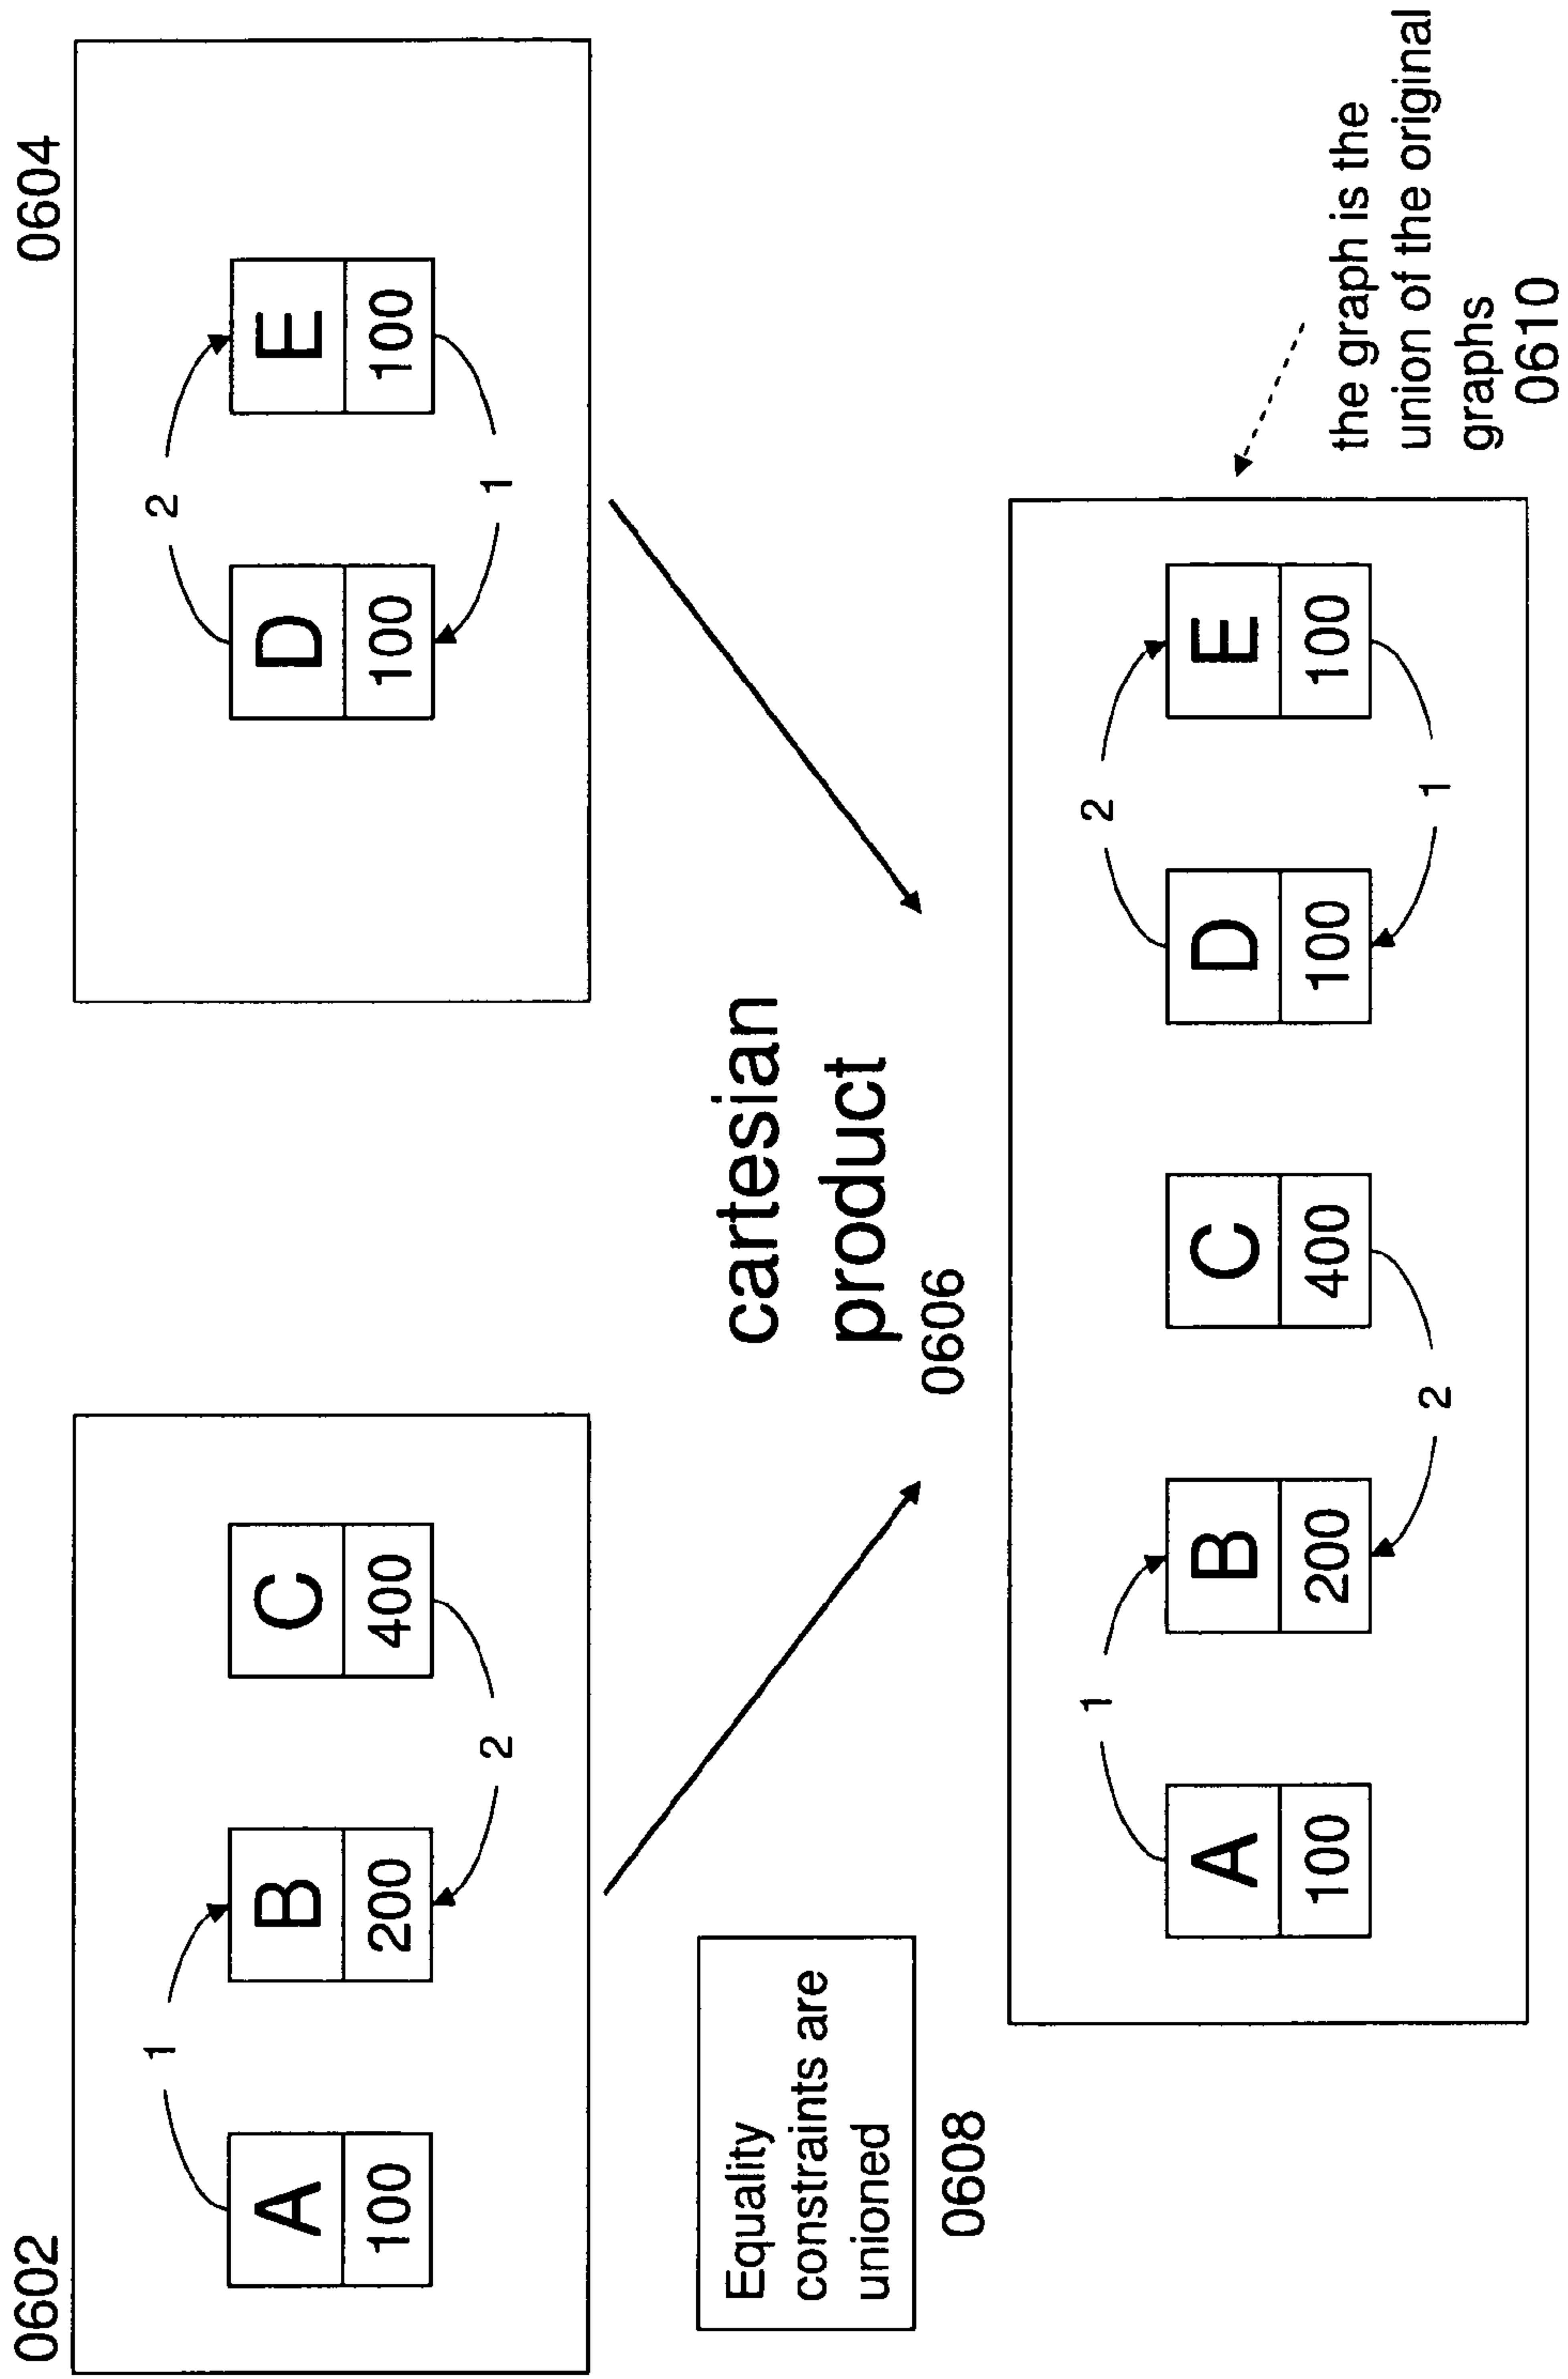 0602
1
A
B
C
100
200
400
2
0604
2
D
E
100
100
1
cartesian
product
0606
Equality
constraints are
unioned
0608
1
2
A
B
C
D
E
100
200
400
100
100
2
1
the graph is the
union of the original
graphs
0610